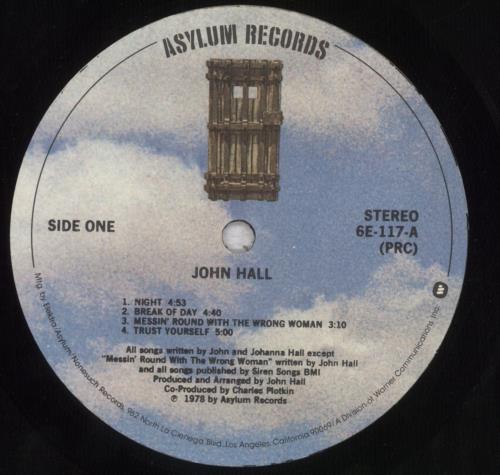 ASYLUM RECORDS
SIDE ONE
STEREO
6E-117-A
(PRC)
JOHN HALL
1. NIGHT 4:53
2. BREAK OF DAY 4:40
3. MESSIN' ROUND WITH THE WRONG WOMAN 3:10
4. TRUST YOURSELF 5:00
All songs written by John and Johanna Hall except
"Messin' Round With The Wrong Woman" written by John Hall
and all songs published by Siren Songs BMI
Produced and Arranged by John Hall
Co-Produced by Charles Plotkin
℗ 1978 by Asylum Records
Mfg. by Elektra/Asylum/Nonesuch Records, 962 North La Cienega Blvd., Los Angeles, California 90069/A Division of Warner Communications Inc.